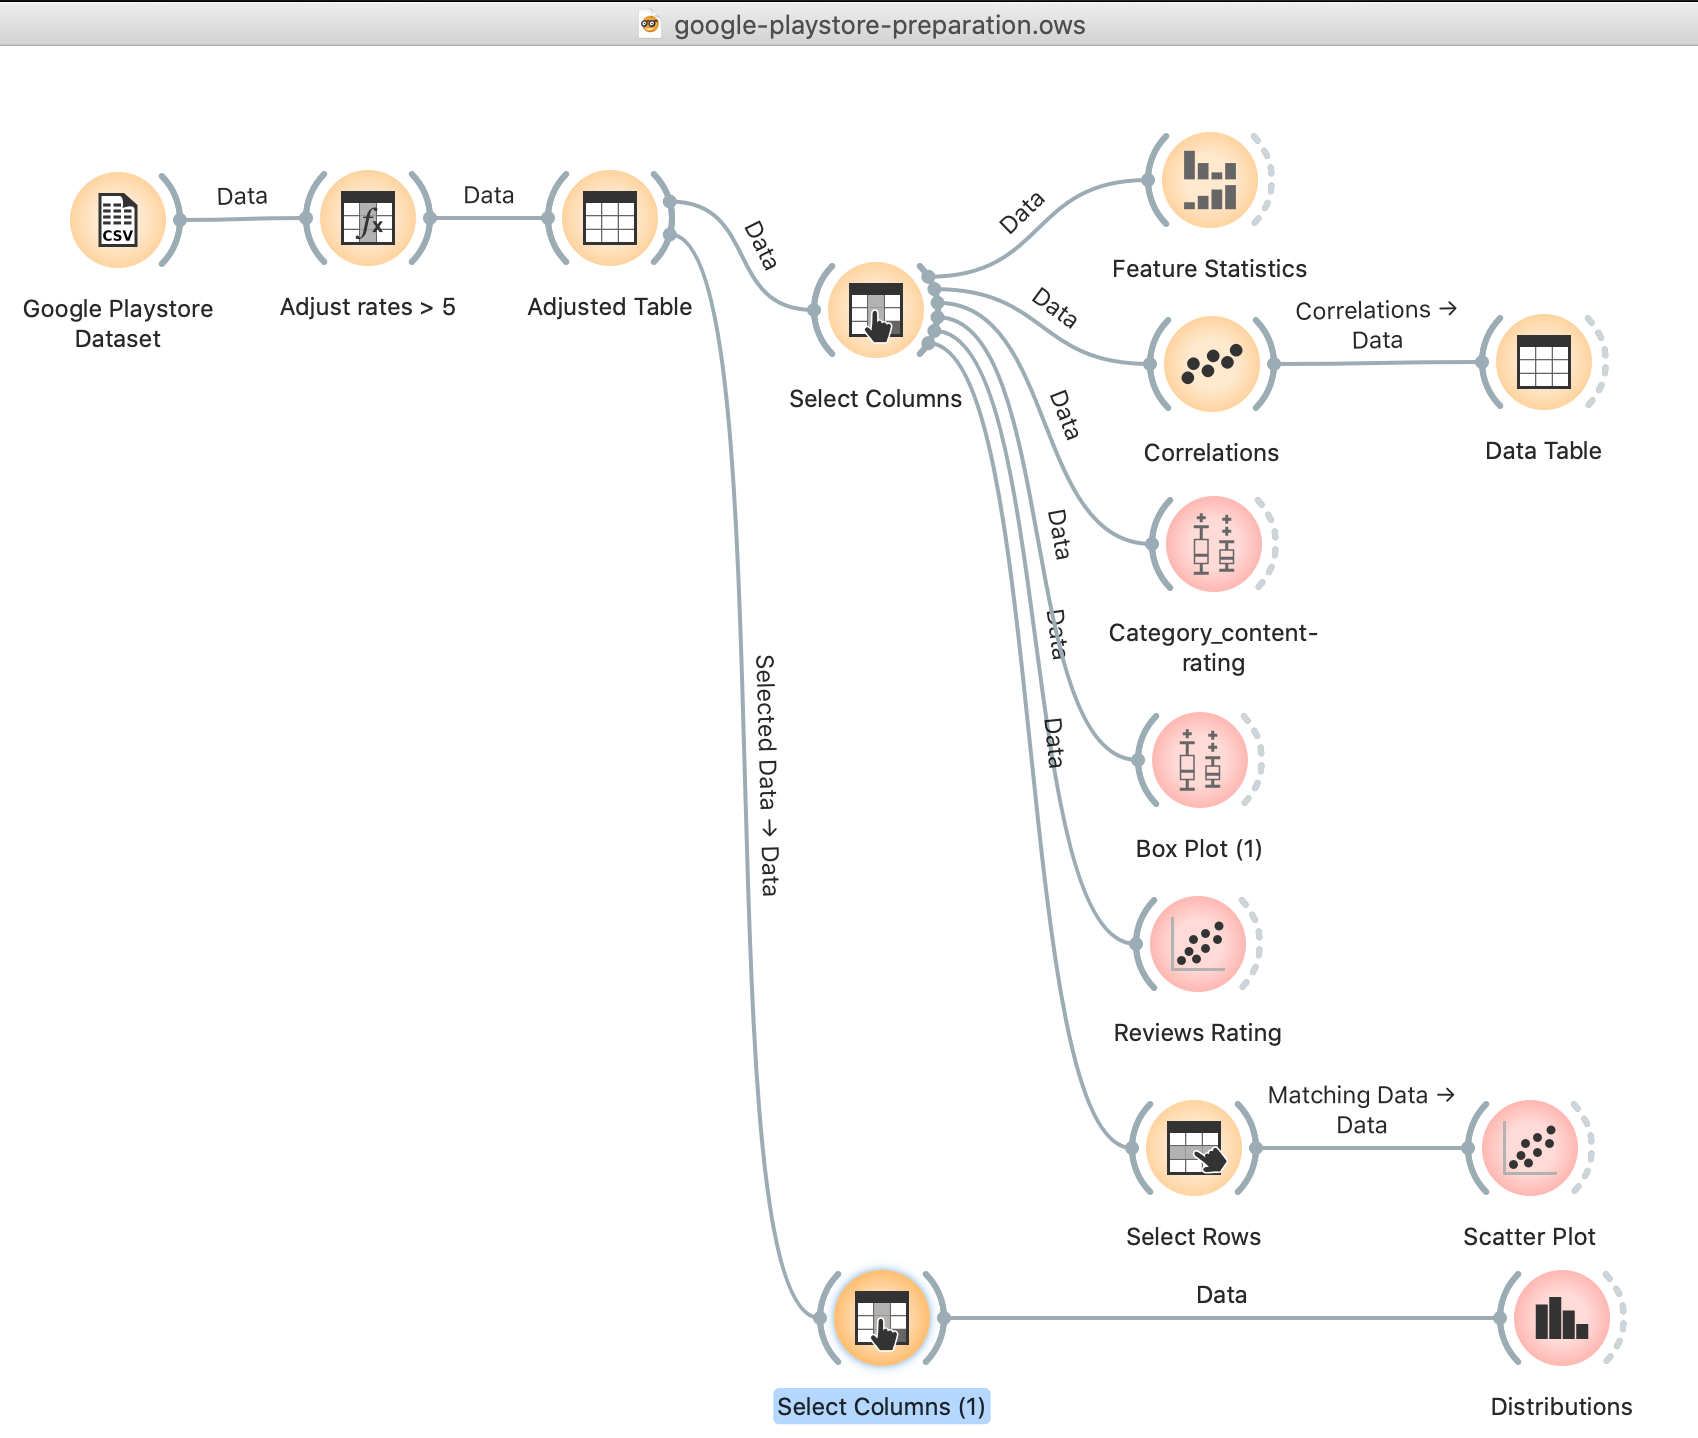 google-playstore-preparation.ows
Data
Data
Data
Data
Data
Data
Data
Data
Data
CSV
fx
Google Playstore
Dataset
Adjust rates > 5
Adjusted Table
Select Columns
Feature Statistics
Correlations →
Data
Correlations
Data Table
Category_content-
rating
Selected Data → Data
Box Plot (1)
Reviews Rating
Matching Data →
Data
Select Rows
Scatter Plot
Data
Select Columns (1)
Distributions